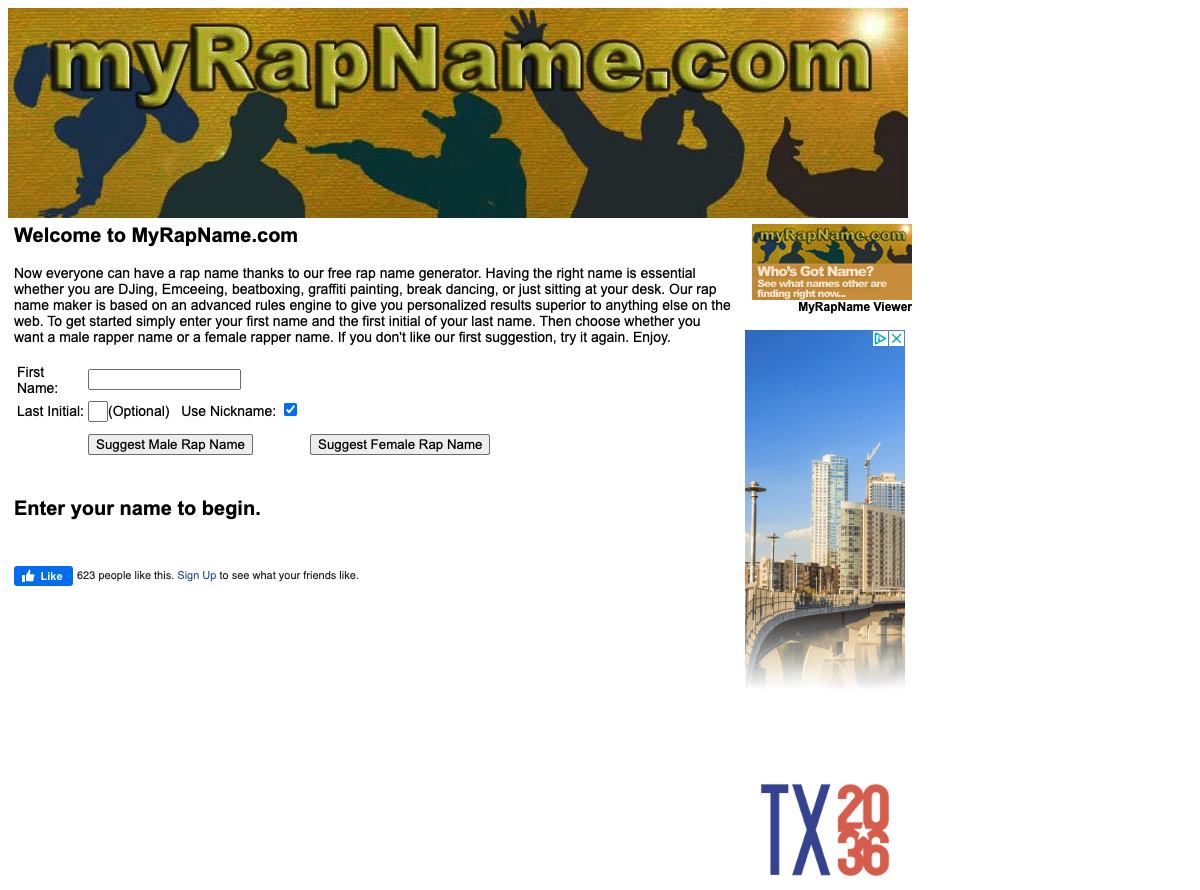 myRapName.com
Welcome to MyRapName.com
Now everyone can have a rap name thanks to our free rap name generator. Having the right name is essential
whether you are DJing, Emceeing, beatboxing, graffiti painting, break dancing, or just sitting at your desk. Our rap
name maker is based on an advanced rules engine to give you personalized results superior to anything else on the
web. To get started simply enter your first name and the first initial of your last name. Then choose whether you
want a male rapper name or a female rapper name. If you don't like our first suggestion, try it again. Enjoy.
First
Name:
Last Initial: (Optional) Use Nickname:
Suggest Male Rap Name Suggest Female Rap Name
Enter your name to begin.
Like 623 people like this. Sign Up to see what your friends like.
myRapName.com
Who's Got Name?
See what names other are
finding right now...
MyRapName Viewer
TX 20
36